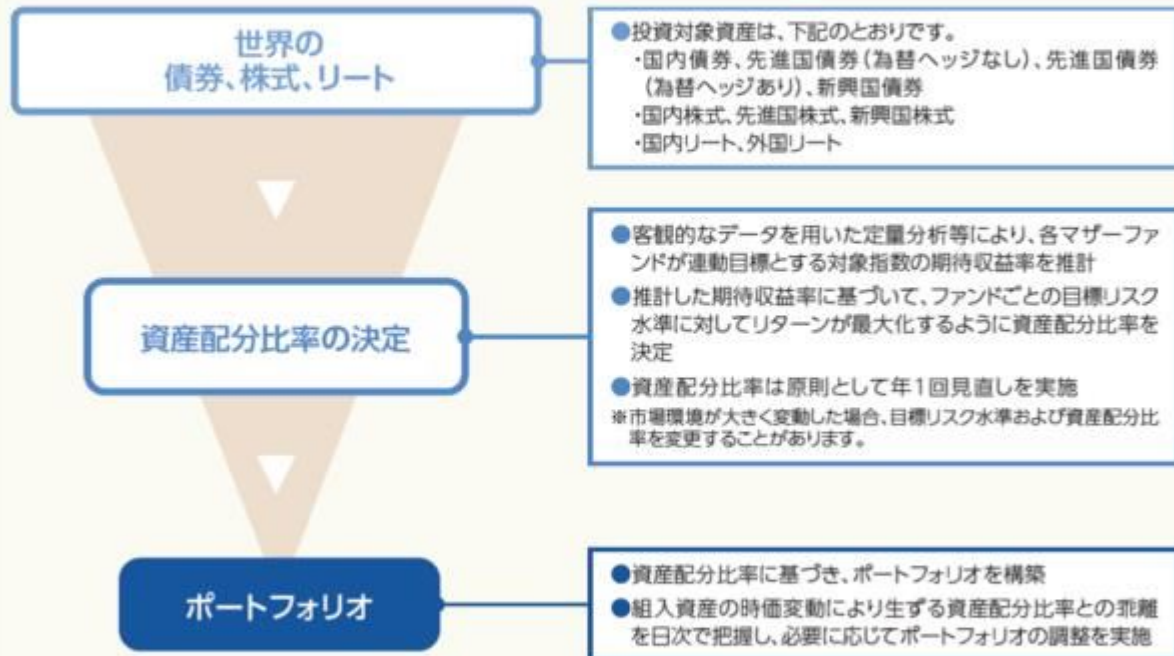 世界の
債券、株式、リート
●投資対象資産は、下記のとおりです。
・国内債券、先進国債券(為替ヘッジなし)、先進国債券
(為替ヘッジあり)、新興国債券
・国内株式、先進国株式、新興国株式
・国内リート、外国リート
資産配分比率の決定
●客観的なデータを用いた定量分析等により、各マザーファ
ンドが連動目標とする対象指数の期待収益率を推計
●推計した期待収益率に基づいて、ファンドごとの目標リスク
水準に対してリターンが最大化するように資産配分比率を
決定
●資産配分比率は原則として年1回見直しを実施
※市場環境が大きく変動した場合、目標リスク水準および資産配分比
率を変更することがあります。
ポートフォリオ
●資産配分比率に基づき、ポートフォリオを構築
●組入資産の時価変動により生ずる資産配分比率との乖離
を日次で把握し、必要に応じてポートフォリオの調整を実施